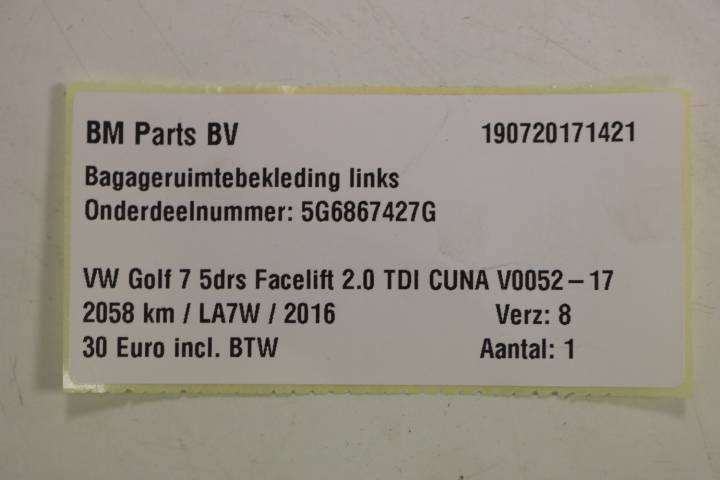 BM Parts BV 190720171421
Bagageruimtebekleding links
Onderdeelnummer: 5G6867427G
VW Golf 7 5drs Facelift 2.0 TDI CUNA V0052-17
2058 km / LA7W / 2016 Verz: 8
30 Euro incl. BTW Aantal: 1